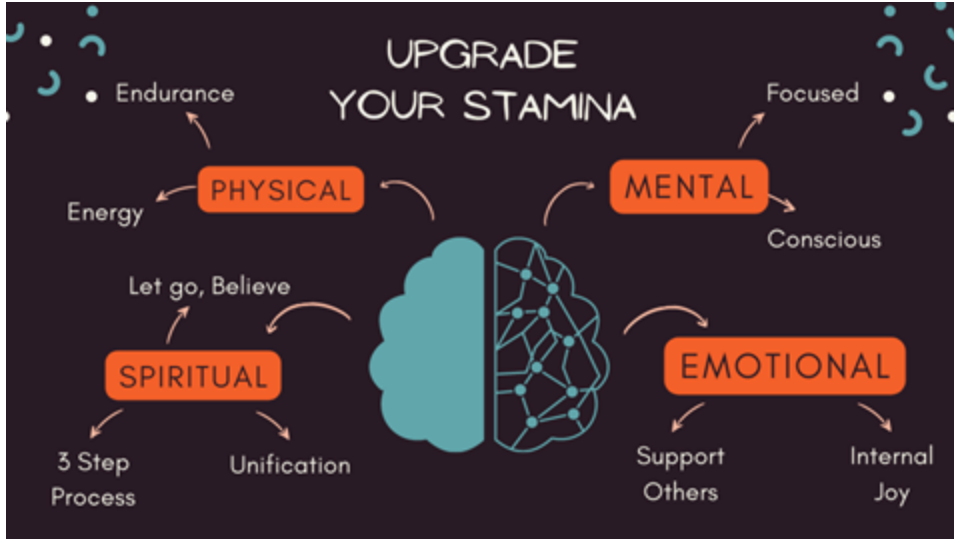 UPGRADE
YOUR STAMINA
Endurance
PHYSICAL
Energy
Focused
MENTAL
Conscious
Let go, Believe
SPIRITUAL
3 Step
Process
Unification
EMOTIONAL
Support
Others
Internal
Joy